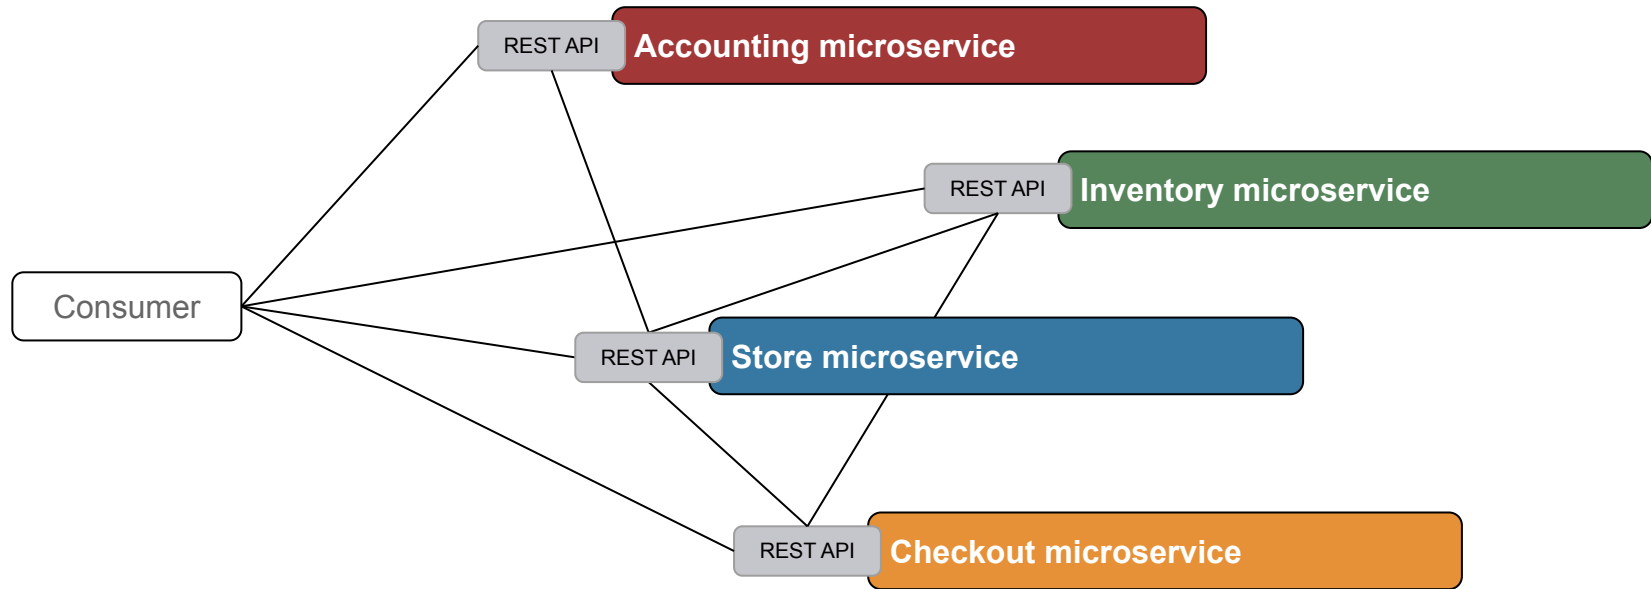 REST API
Accounting microservice
REST API
Inventory microservice
Consumer
REST API
Store microservice
REST API
Checkout microservice